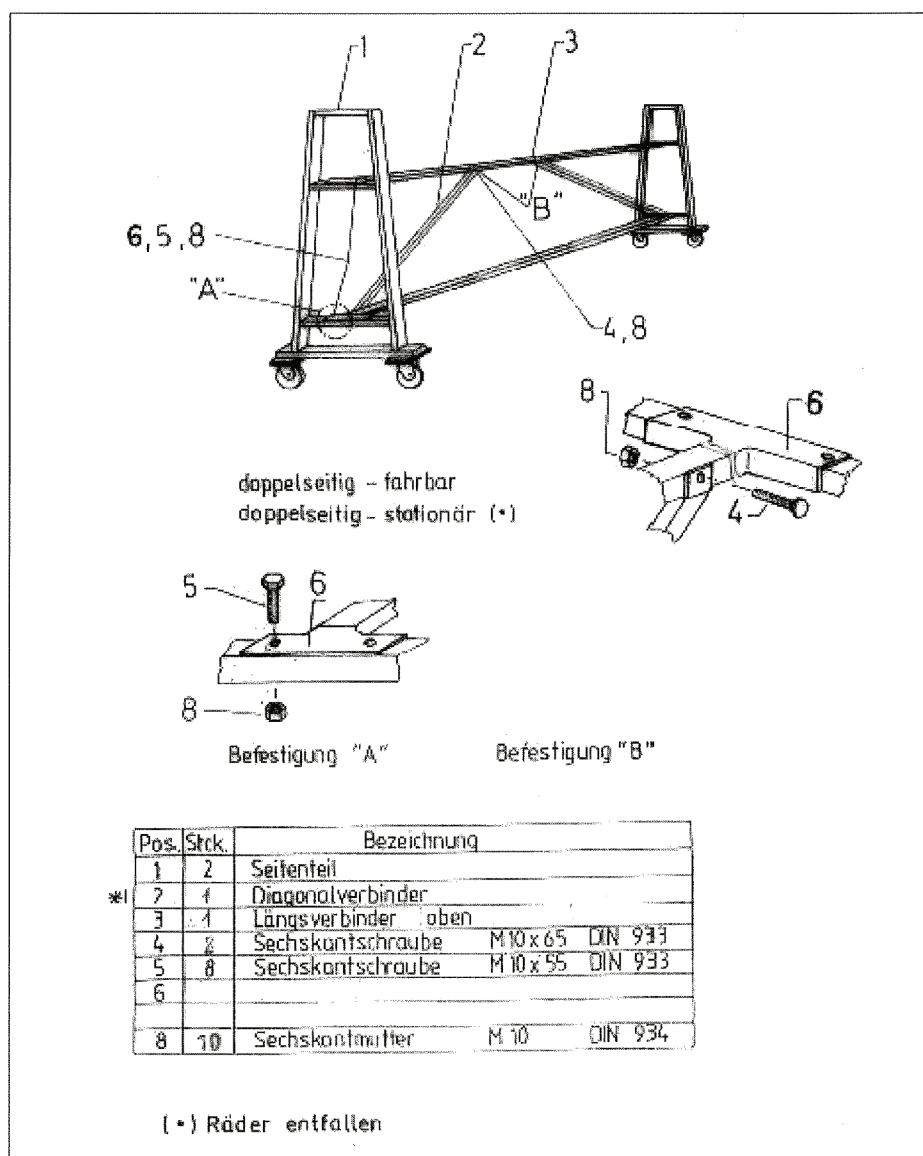 1
2
3
"B"
6, 5, 8
"A"
4, 8
8
6
4
doppelseitig - fahrbar
doppelseitig - stationär (•)
5
6
8
Befestigung "A"
Befestigung "B"
Pos. Stck. Bezeichnung
1 2 Seitenteil
2 1 Diagonalverbinder
3 1 Längsverbinder oben
4 2 Sechskantschraube M10 x 65 DIN 933
5 8 Sechskantschraube M10 x 55 DIN 933
6
8 10 Sechskantmutter M 10 DIN 934
(•) Räder entfallen